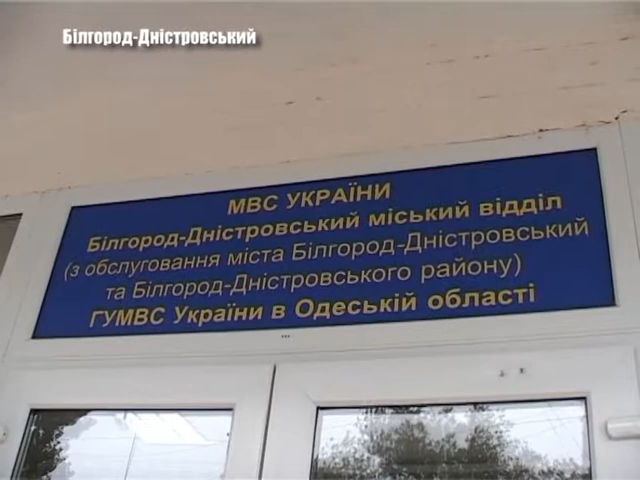 Білгород-Дністровський
МВС УКРАЇНИ
Білгород-Дністровський міський відділ
(з обслуговання міста Білгород-Дністровський
та Білгород-Дністровського району)
ГУМВС України в Одеській області